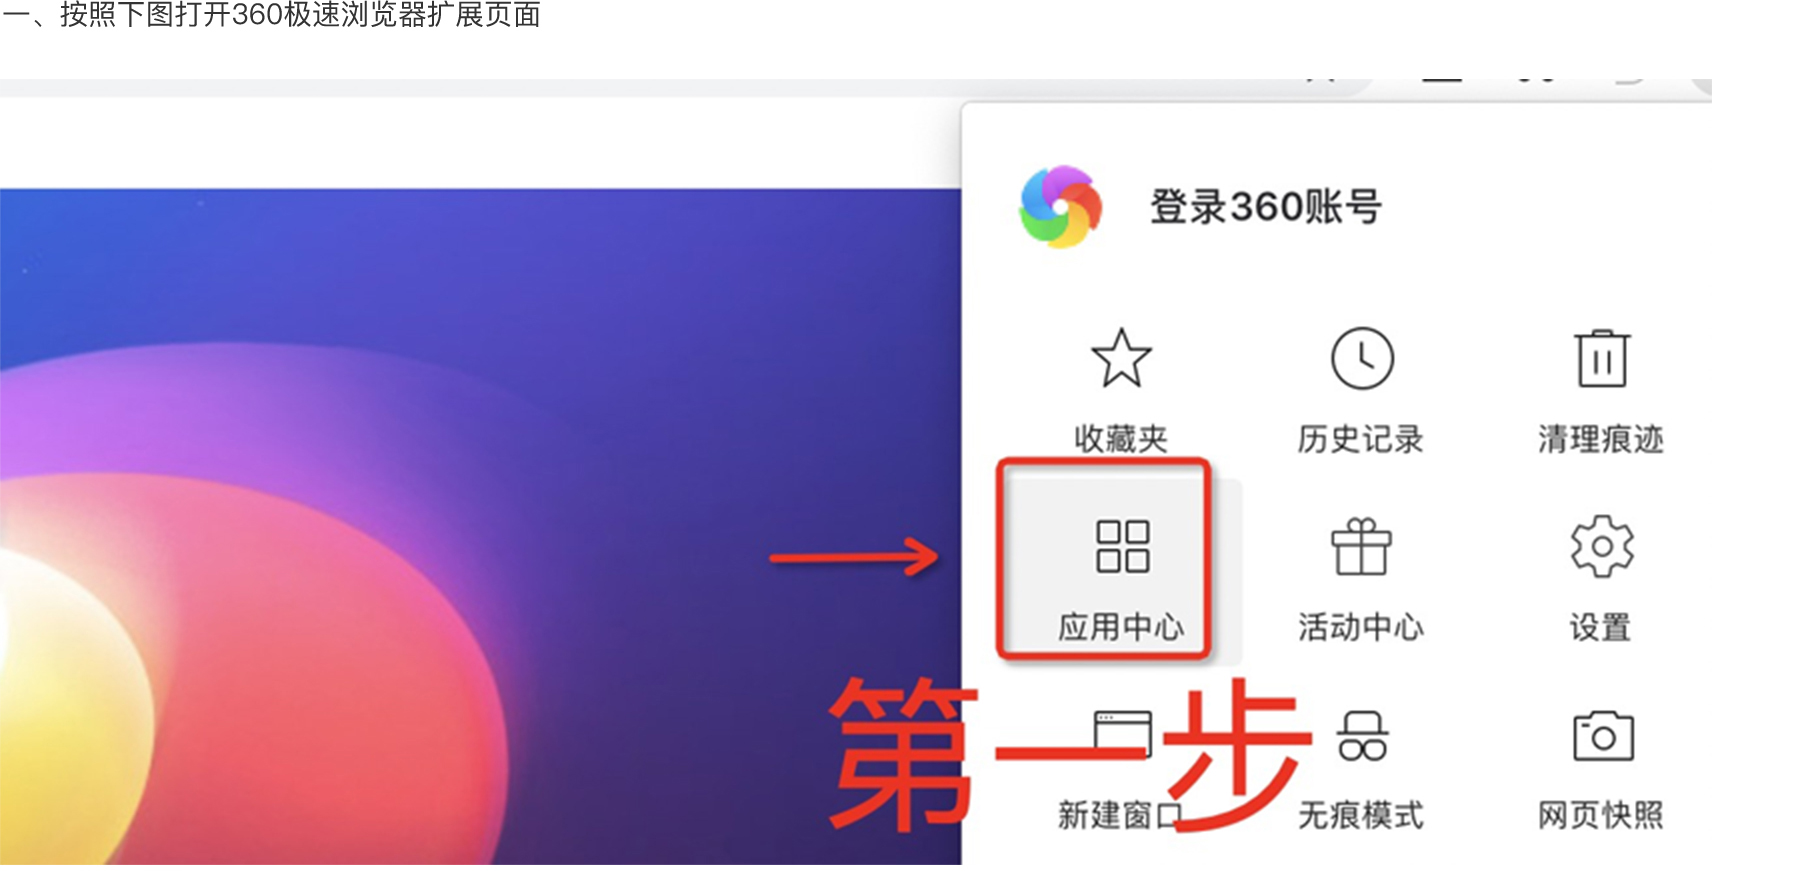 一、按照下图打开360极速浏览器扩展页面
登录360账号
收藏夹 历史记录 清理痕迹
应用中心 活动中心 设置
第一步
新建窗口 无痕模式 网页快照